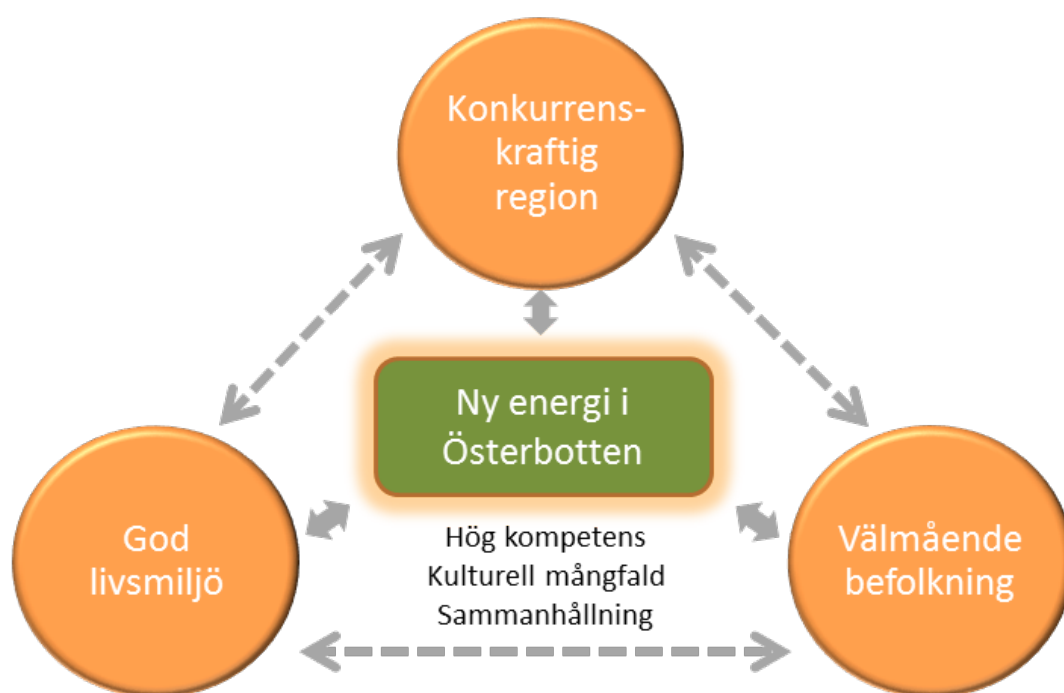 Konkurrens-
kraftig
region
Ny energi i
Österbotten
God
livsmiljö
Hög kompetens
Kulturell mångfald
Sammanhållning
Välmående
befolkning